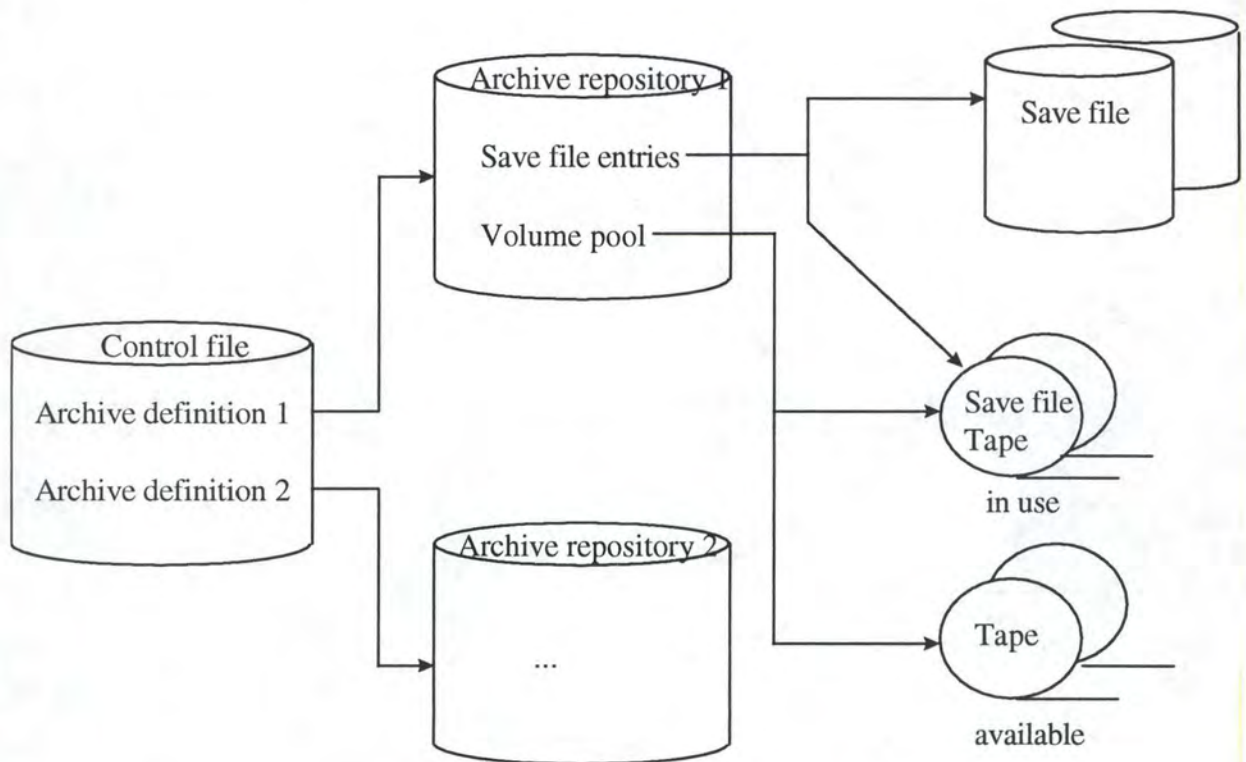 Archive repository 1
Save file entries
Volume pool
Save file
Control file
Archive definition 1
Archive definition 2
Save file
Tape
in use
Archive repository 2
...
Tape
available